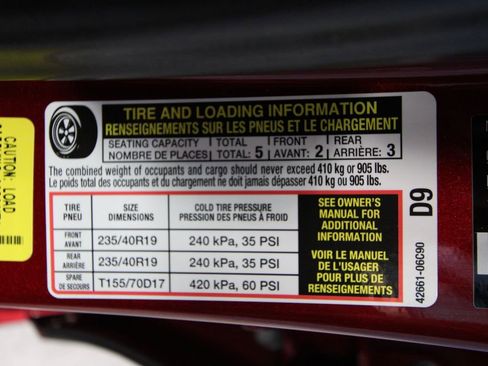 TIRE AND LOADING INFORMATION
RENSEIGNEMENTS SUR LES PNEUS ET LE CHARGEMENT
SEATING CAPACITY TOTAL: 5 FRONT 2 REAR 3
NOMBRE DE PLACES TOTAL: AVANT: ARRIÈRE:
The combined weight of occupants and cargo should never exceed 410 kg or 905 lbs.
Le poids total des occupants et du chargement ne doit jamais dépasser 410 kg ou 905 lbs.
TIRE PNEU SIZE DIMENSIONS COLD TIRE PRESSURE PRESSION DES PNEUS À FROID
FRONT AVANT 235/40R19 240 kPa, 35 PSI
REAR ARRIÈRE 235/40R19 240 kPa, 35 PSI
SPARE DE SECOURS T155/70D17 420 kPa, 60 PSI
SEE OWNER'S
MANUAL FOR
ADDITIONAL
INFORMATION
VOIR LE MANUEL
DE L'USAGER
POUR PLUS DE
RENSEIGNEMENTS
D9
42661-06C90
CAUTION: LOAD